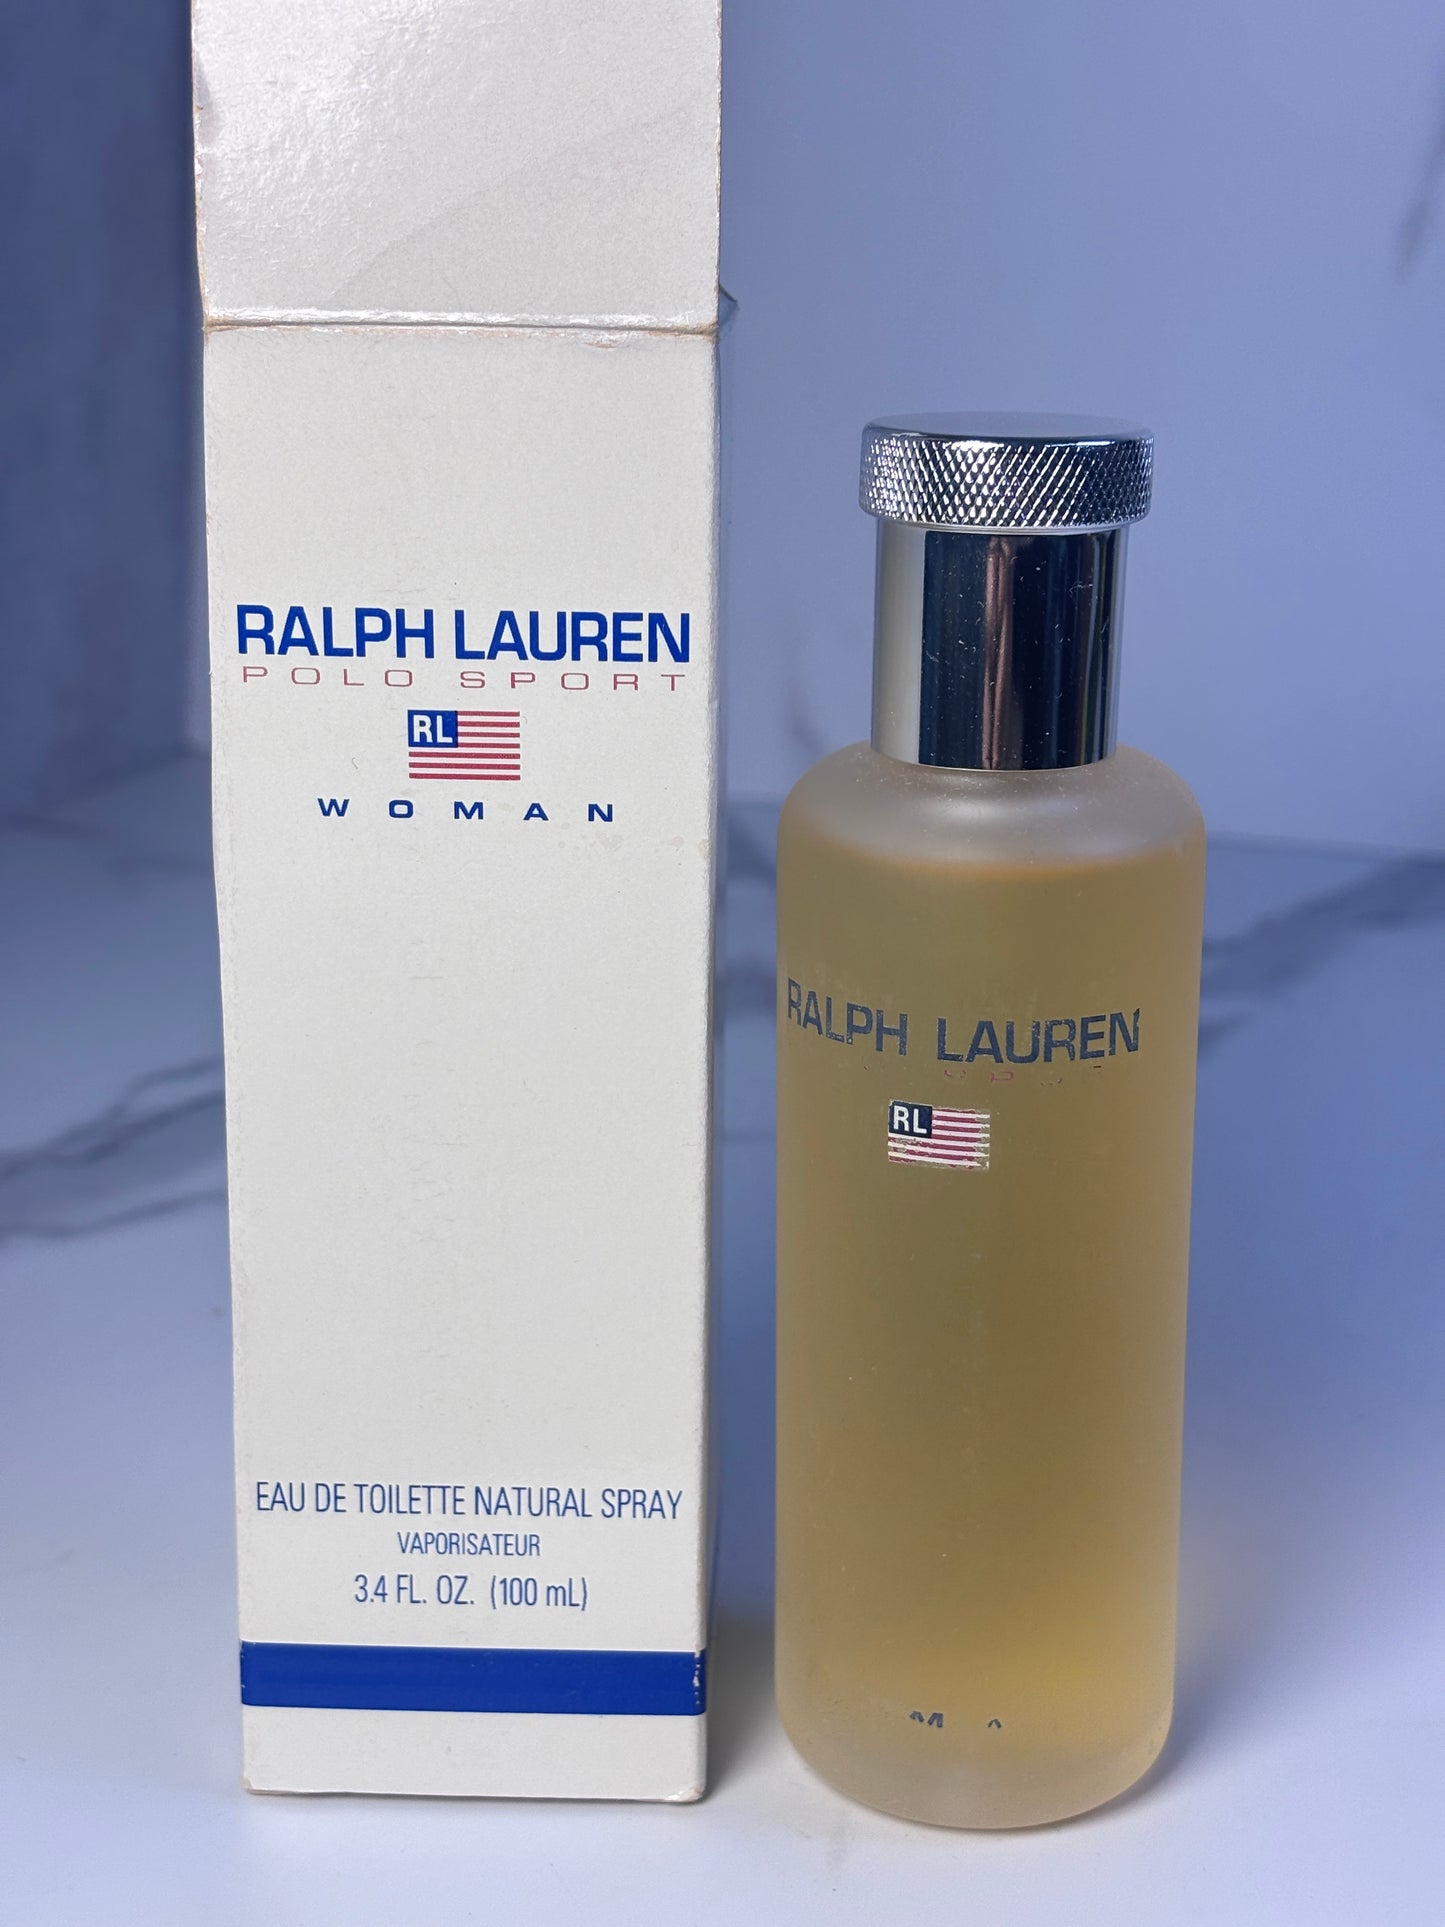 RALPH LAUREN
POLO SPORT
RL
WOMAN
EAU DE TOILETTE NATURAL SPRAY
VAPORISATEUR
3.4 FL. OZ. (100 mL)
RALPH LAUREN
RL